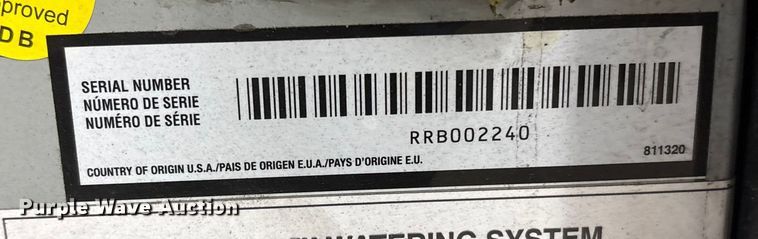 proved
DB
SERIAL NUMBER
NÚMERO DE SERIE
NUMÉRO DE SÉRIE
RRB002240
811320
COUNTRY OF ORIGIN U.S.A./PAIS DE ORIGEN E.U.A./PAYS D'ORIGINE E.U.
Purple Wave Auction
WATERING SYSTEM